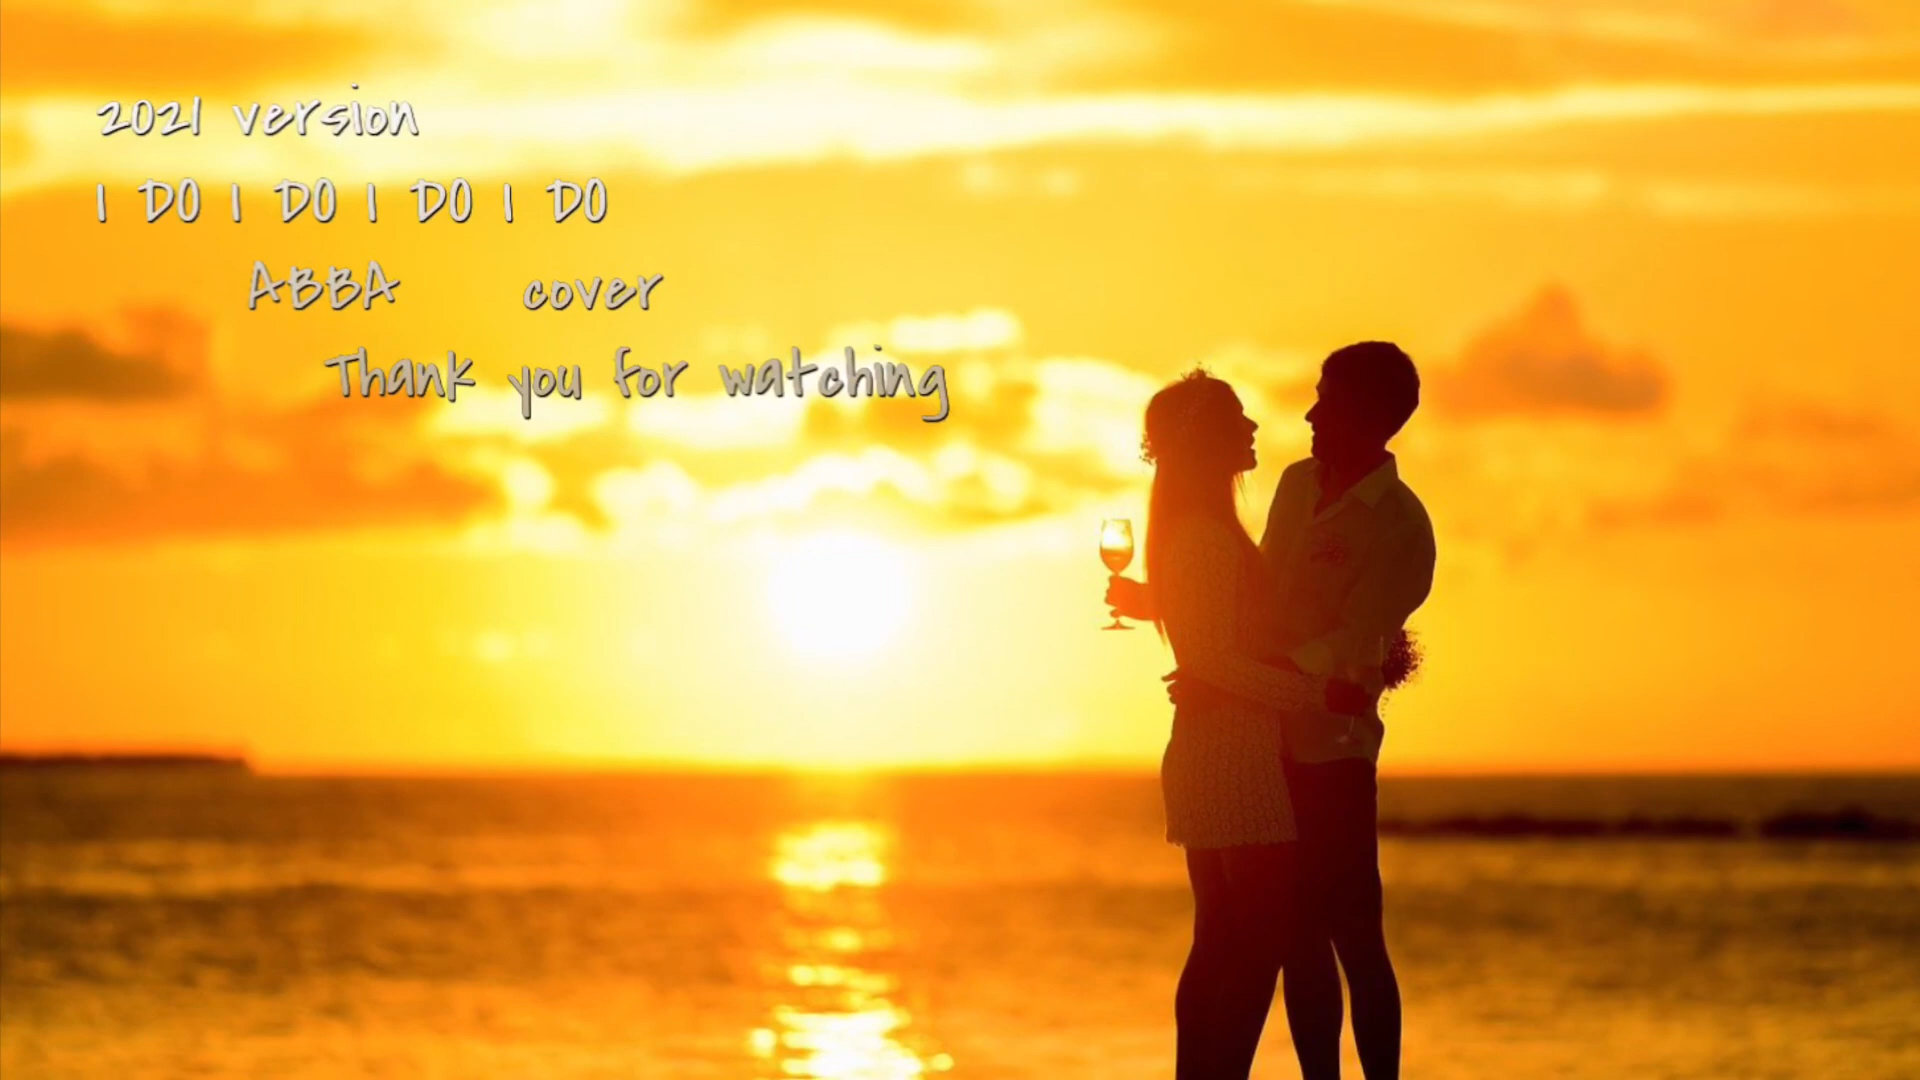 2021 version
I DO I DO I DO I DO
ABBA cover
Thank you for watching